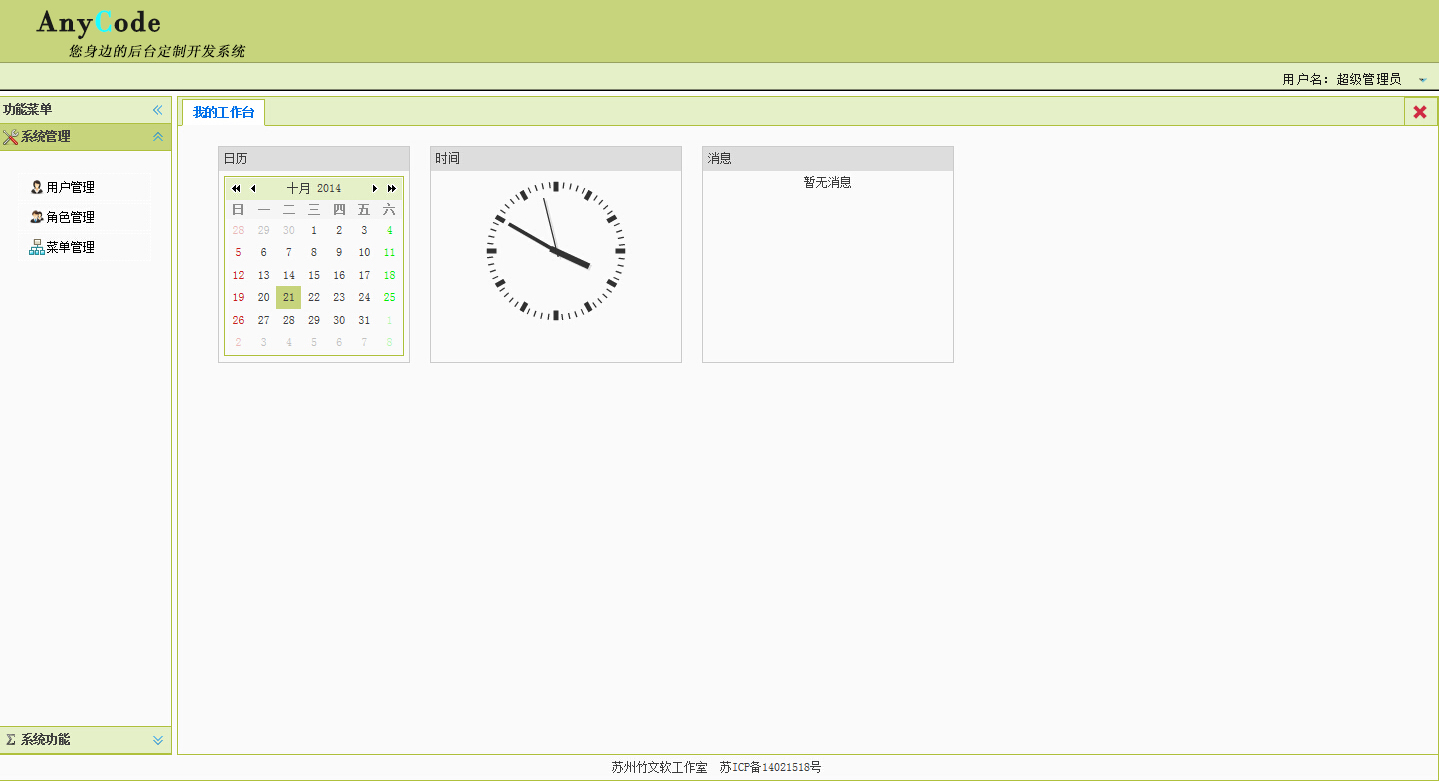 AnyCode
您身边的后台定制开发系统
用户名: 超级管理员
功能菜单
系统管理
用户管理
角色管理
菜单管理
系统功能
我的工作台
日历
十月 2014
日 一 二 三 四 五 六
28 29 30 1 2 3 4
5 6 7 8 9 10 11
12 13 14 15 16 17 18
19 20 21 22 23 24 25
26 27 28 29 30 31 1
2 3 4 5 6 7 8
时间
消息
暂无消息
苏州竹文软工作室 苏ICP备14021518号